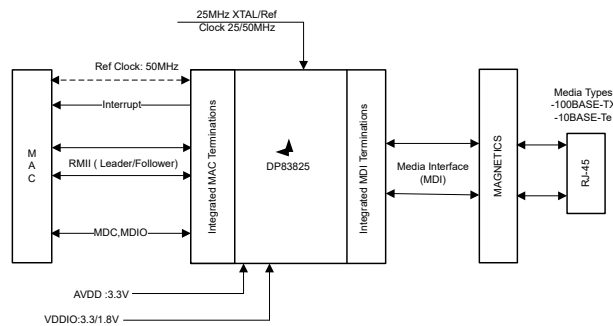 25MHz XTAL/Ref
Clock 25/50MHz
Ref Clock: 50MHz
Interrupt
MAC
RMII ( Leader/Follower)
MDC,MDIO
Integrated MAC Terminations
DP83825
Integrated MDI Terminations
Media Interface
(MDI)
MAGNETICS
Media Types
-100BASE-TX
-10BASE-Te
RJ-45
AVDD :3.3V
VDDIO:3.3/1.8V